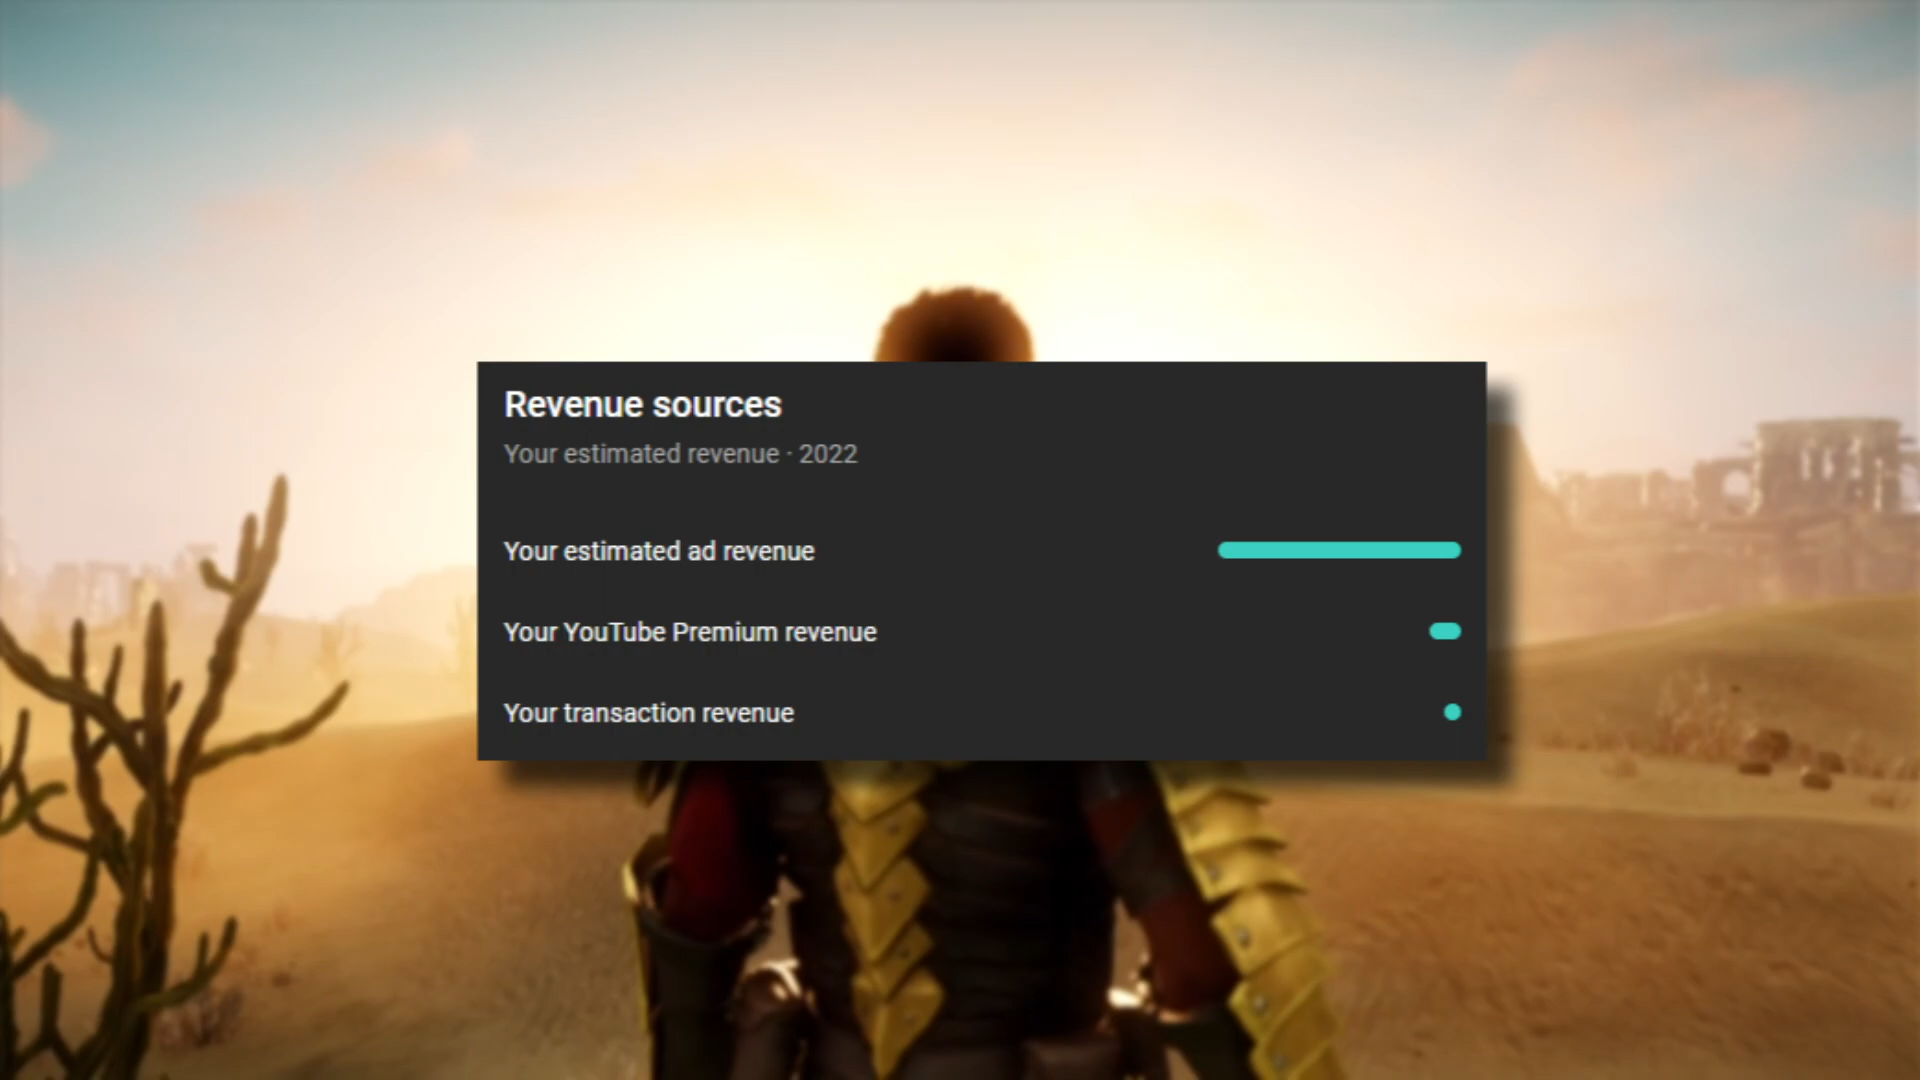 Revenue sources
Your estimated revenue · 2022
Your estimated ad revenue
Your YouTube Premium revenue
Your transaction revenue